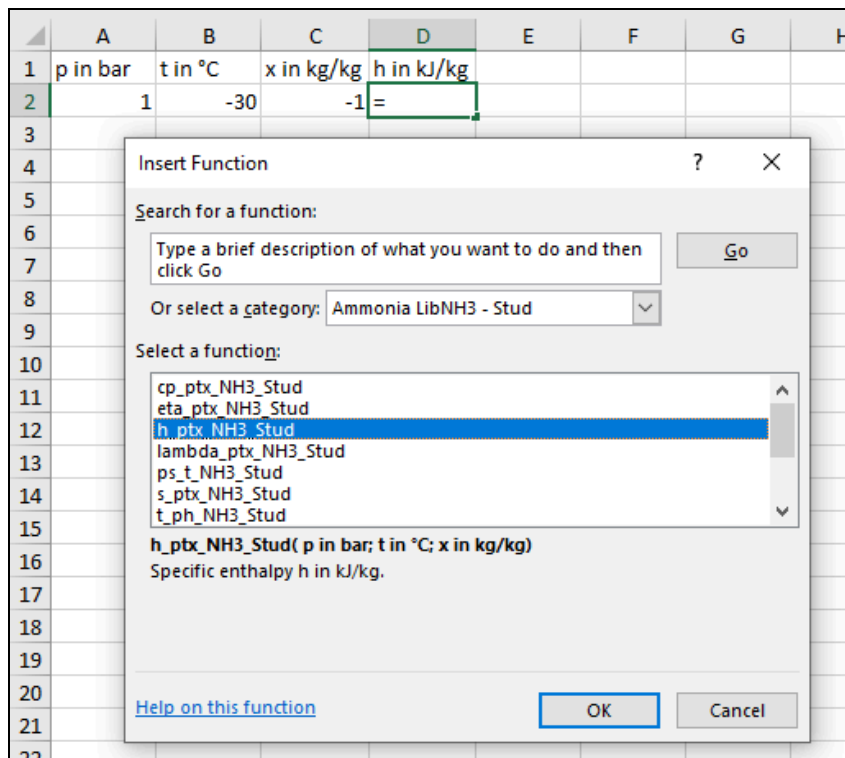 A B C D E F G H
1 p in bar t in °C x in kg/kg h in kJ/kg
2 1 -30 -1 =
3
4 Insert Function ? X
5
Search for a function:
6
Type a brief description of what you want to do and then Go
7 click Go
8 Or select a category: Ammonia LibNH3 - Stud
9
Select a function:
10
11 cp_ptx_NH3_Stud
eta_ptx_NH3_Stud
12 h_ptx_NH3_Stud
lambda_ptx_NH3_Stud
13 ps_t_NH3_Stud
14 s_ptx_NH3_Stud
t_ph_NH3_Stud
15
h_ptx_NH3_Stud( p in bar; t in °C; x in kg/kg)
16 Specific enthalpy h in kJ/kg.
17
18
19
20
Help on this function OK Cancel
21
22